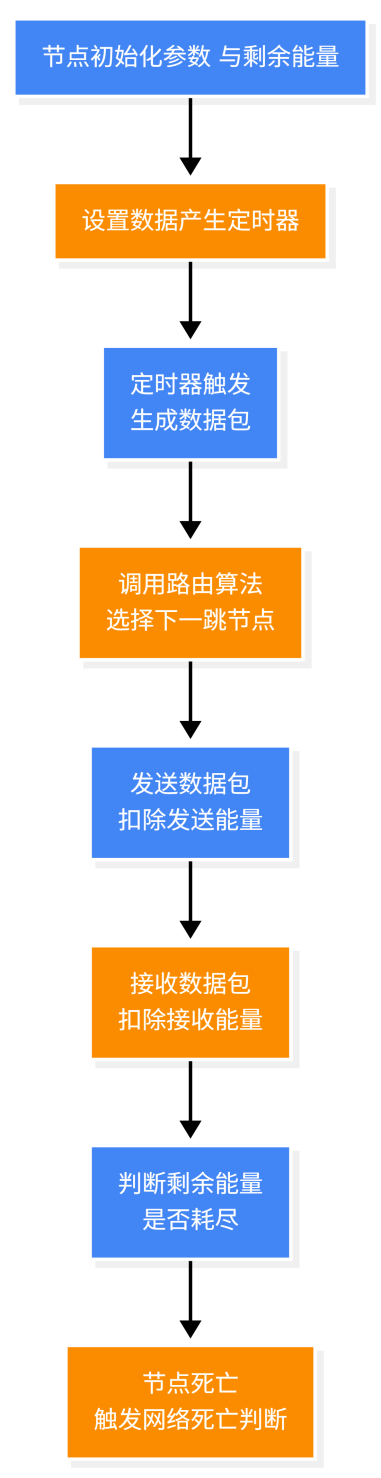 节点初始化参数 与剩余能量
设置数据产生定时器
定时器触发
生成数据包
调用路由算法
选择下一跳节点
发送数据包
扣除发送能量
接收数据包
扣除接收能量
判断剩余能量
是否耗尽
节点死亡
触发网络死亡判断